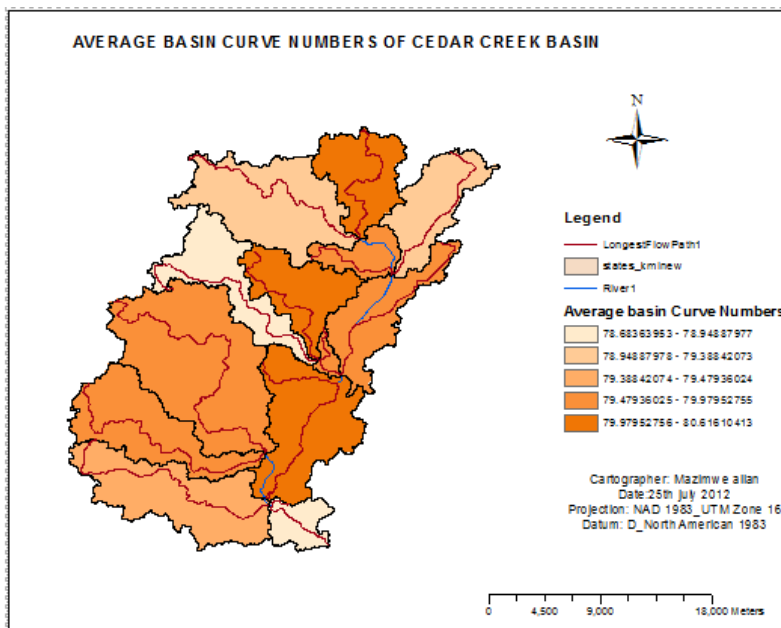 AVERAGE BASIN CURVE NUMBERS OF CEDAR CREEK BASIN
N
Legend
LongestFlowPath1
states_kmlnew
River1
Average basin Curve Numbers
78.68363953 - 78.94887977
78.94887978 - 79.38842073
79.38842074 - 79.47936024
79.47936025 - 79.97952755
79.97952756 - 80.61610413
Cartographer: Mazimwe allan
Date:25th july 2012
Projection: NAD 1983_UTM Zone 16
Datum: D_North American 1983
0 4,500 9,000 18,000 Meters